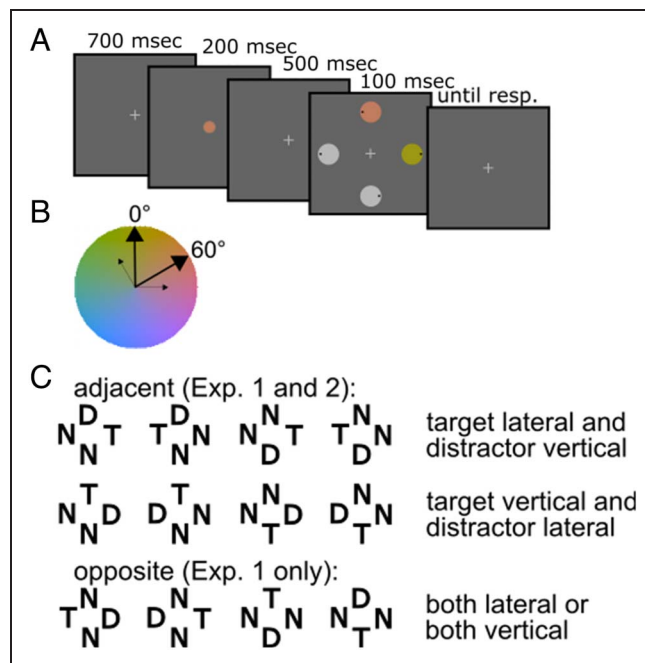 A
700 msec
200 msec
500 msec
100 msec
until resp.
B
0°
60°
C
adjacent (Exp. 1 and 2):
D D N N
N T T N N T T N
N N D D
target lateral and
distractor vertical
T T N N
N D D N N D D N
N N T T
target vertical and
distractor lateral
opposite (Exp. 1 only):
N N T D
T D D T N N N N
N N D T
both lateral or
both vertical